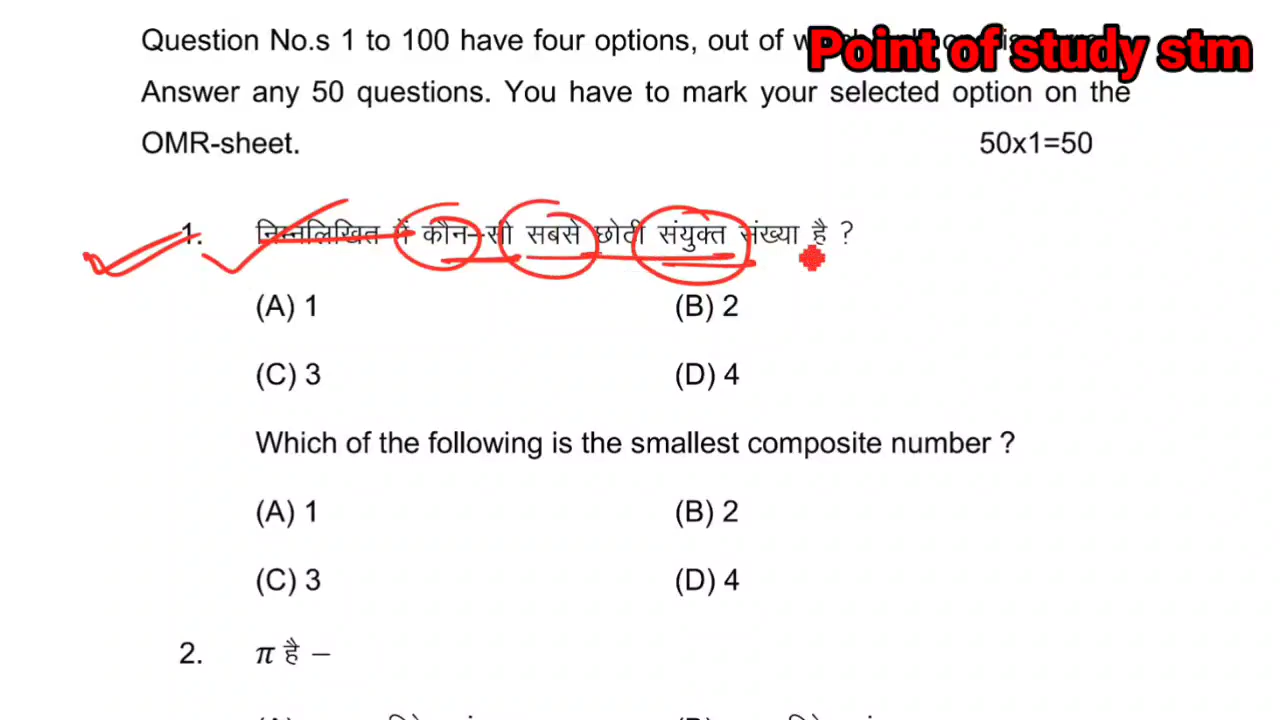 Question No.s 1 to 100 have four options, out of
Point of study stm
Answer any 50 questions. You have to mark your selected option on the
OMR-sheet. 50x1=50
1. निम्नलिखित में कौन-सी सबसे छोटी संयुक्त संख्या है ?
(A) 1 (B) 2
(C) 3 (D) 4
Which of the following is the smallest composite number ?
(A) 1 (B) 2
(C) 3 (D) 4
2. π है –